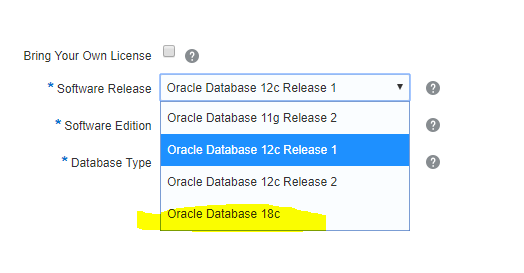 Bring Your Own License ?
* Software Release Oracle Database 12c Release 1 ?
Oracle Database 11g Release 2
* Software Edition ?
Oracle Database 12c Release 1
* Database Type ?
Oracle Database 12c Release 2
Oracle Database 18c